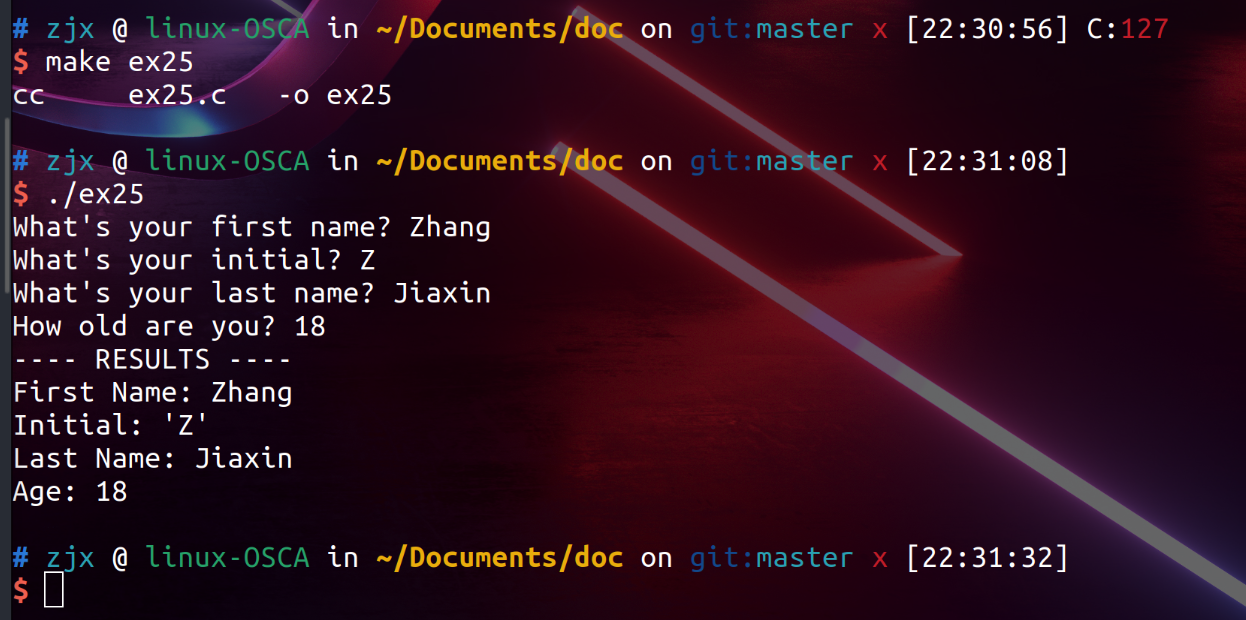 # zjx @ linux-OSCA in ~/Documents/doc on git:master x [22:30:56] C:127
$ make ex25
cc     ex25.c   -o ex25
# zjx @ linux-OSCA in ~/Documents/doc on git:master x [22:31:08]
$ ./ex25
What's your first name? Zhang
What's your initial? Z
What's your last name? Jiaxin
How old are you? 18
---- RESULTS ----
First Name: Zhang
Initial: 'Z'
Last Name: Jiaxin
Age: 18
# zjx @ linux-OSCA in ~/Documents/doc on git:master x [22:31:32]
$